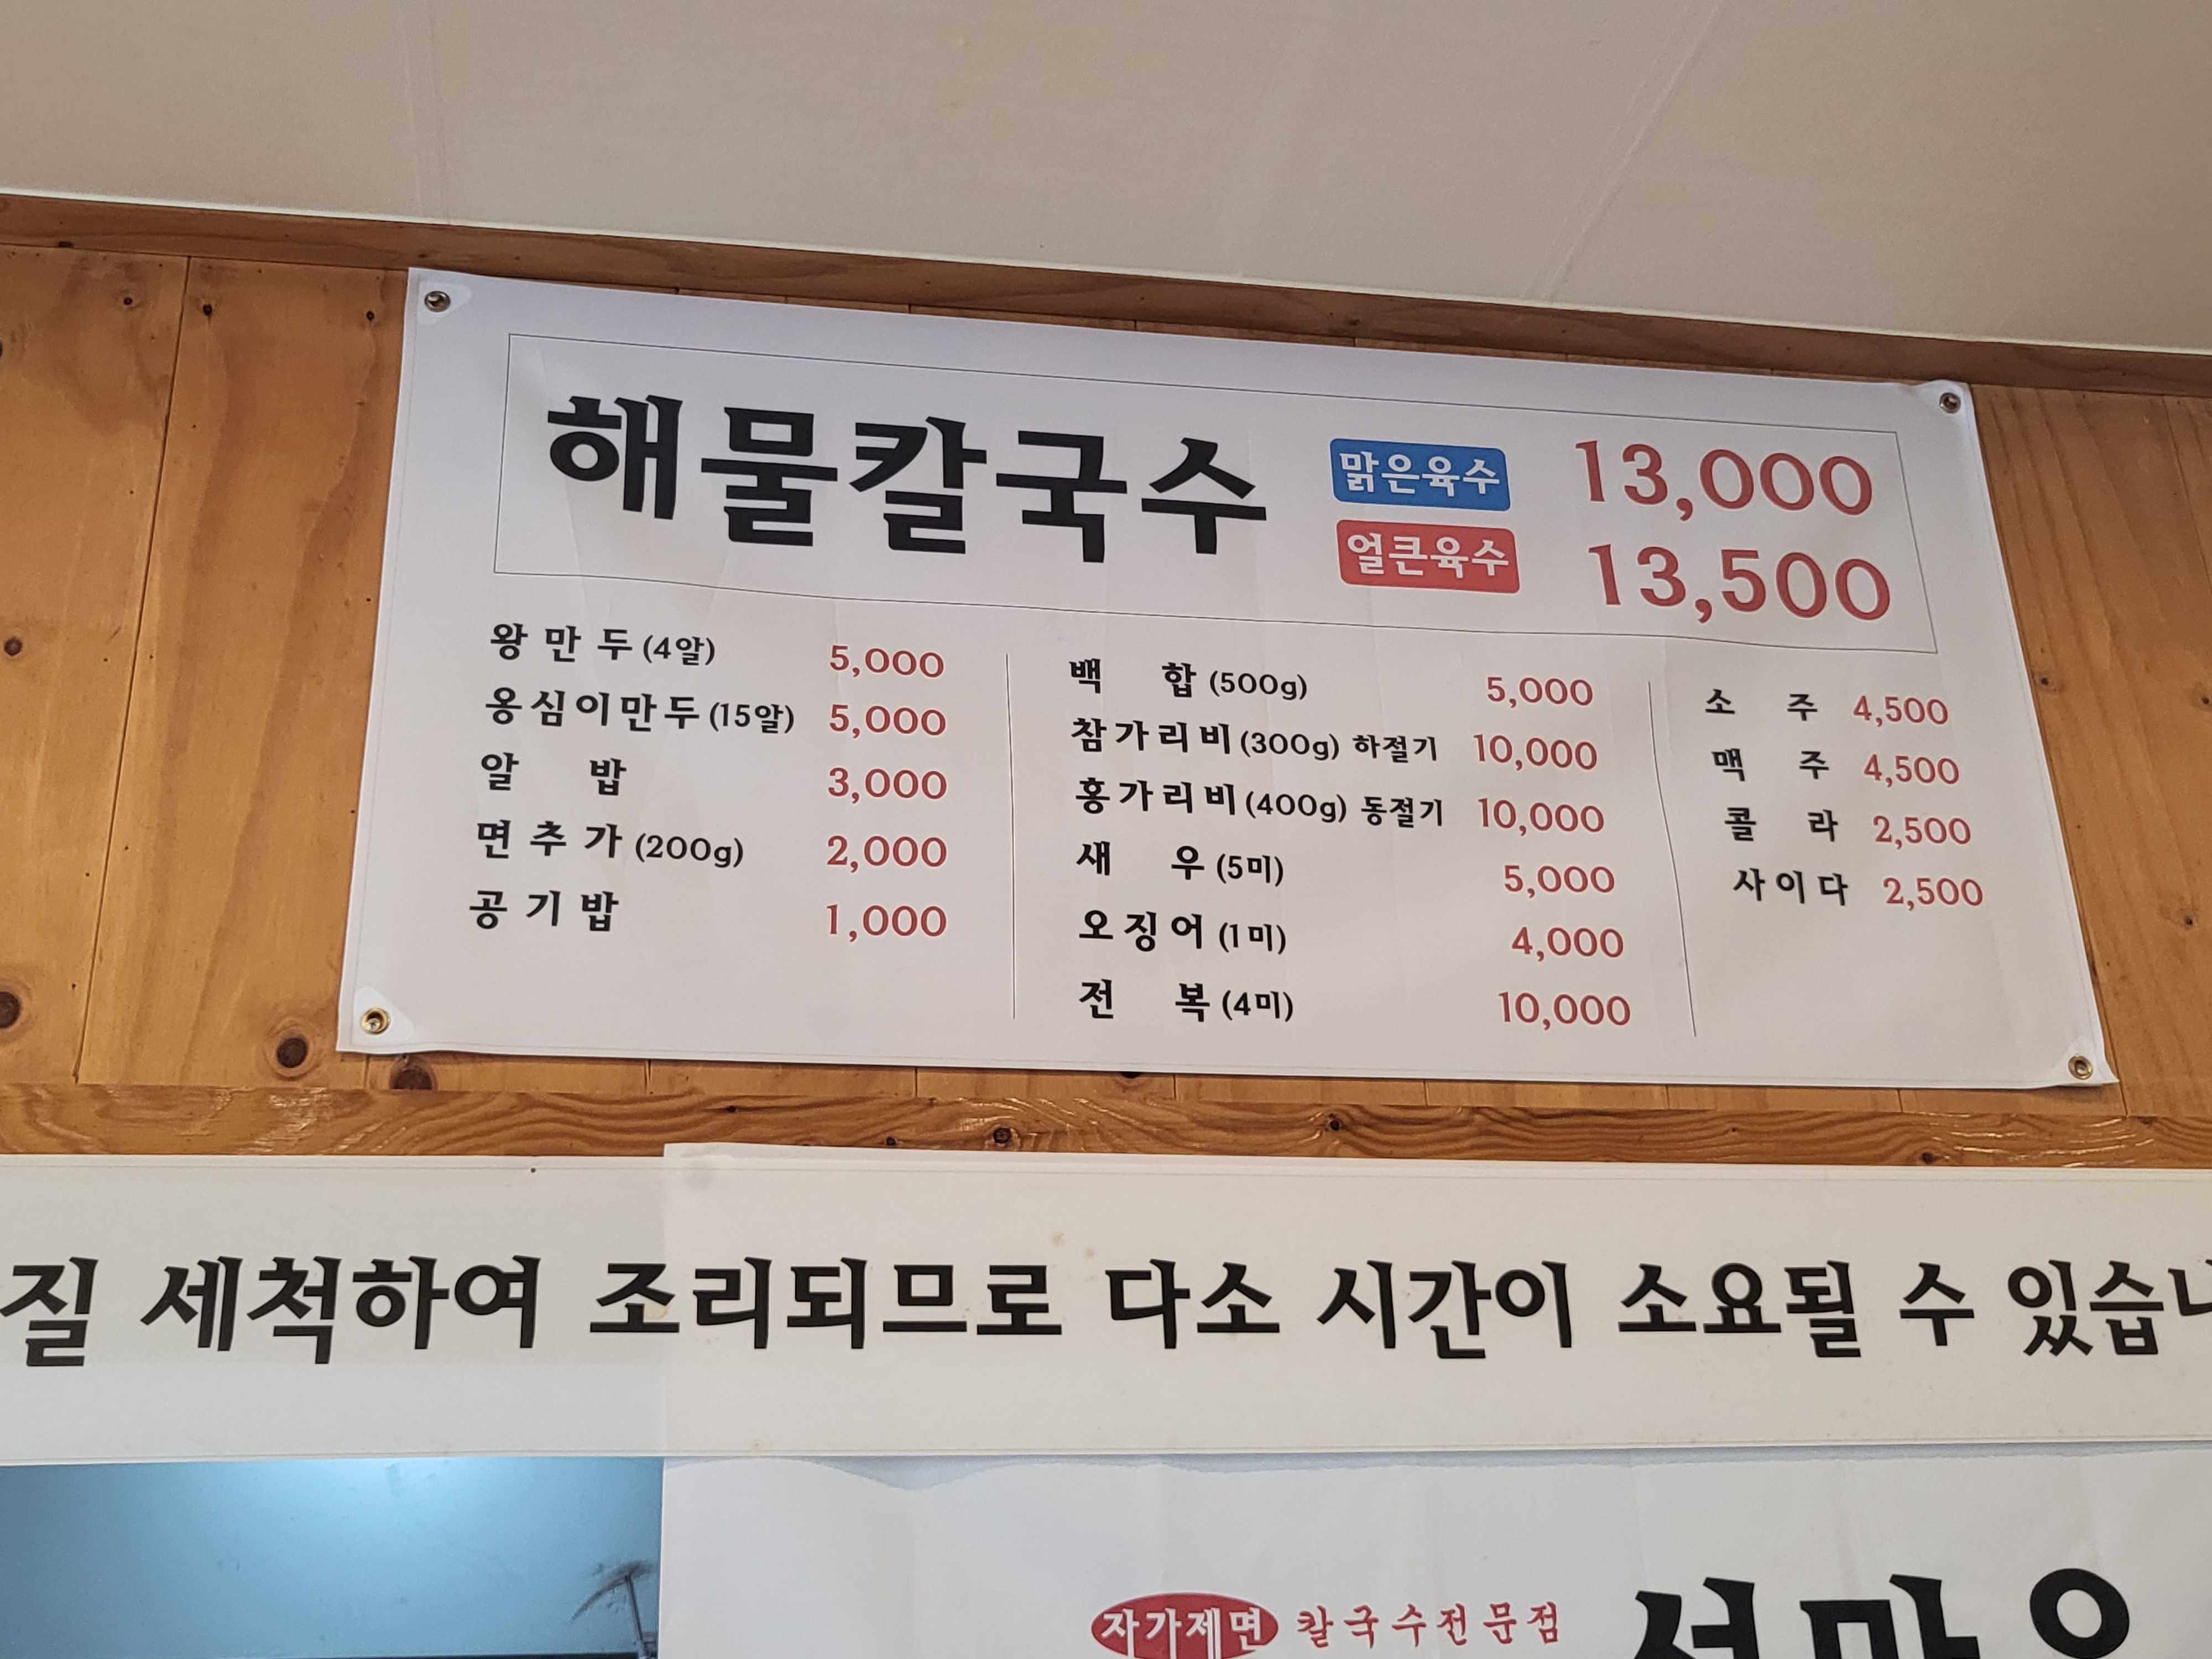 해물칼국수
맑은육수 13,000
얼큰육수 13,500
왕만두 (4알) 5,000
옹심이만두 (15알) 5,000
알 밥 3,000
면추가 (200g) 2,000
공기밥 1,000
백 합 (500g) 5,000
참가리비 (300g) 하절기 10,000
홍가리비 (400g) 동절기 10,000
새 우 (5미) 5,000
오징어 (1미) 4,000
전 복 (4미) 10,000
소 주 4,500
맥 주 4,500
콜 라 2,500
사이다 2,500
질 세척하여 조리되므로 다소 시간이 소요될 수 있습니
자가제면 칼국수전문점